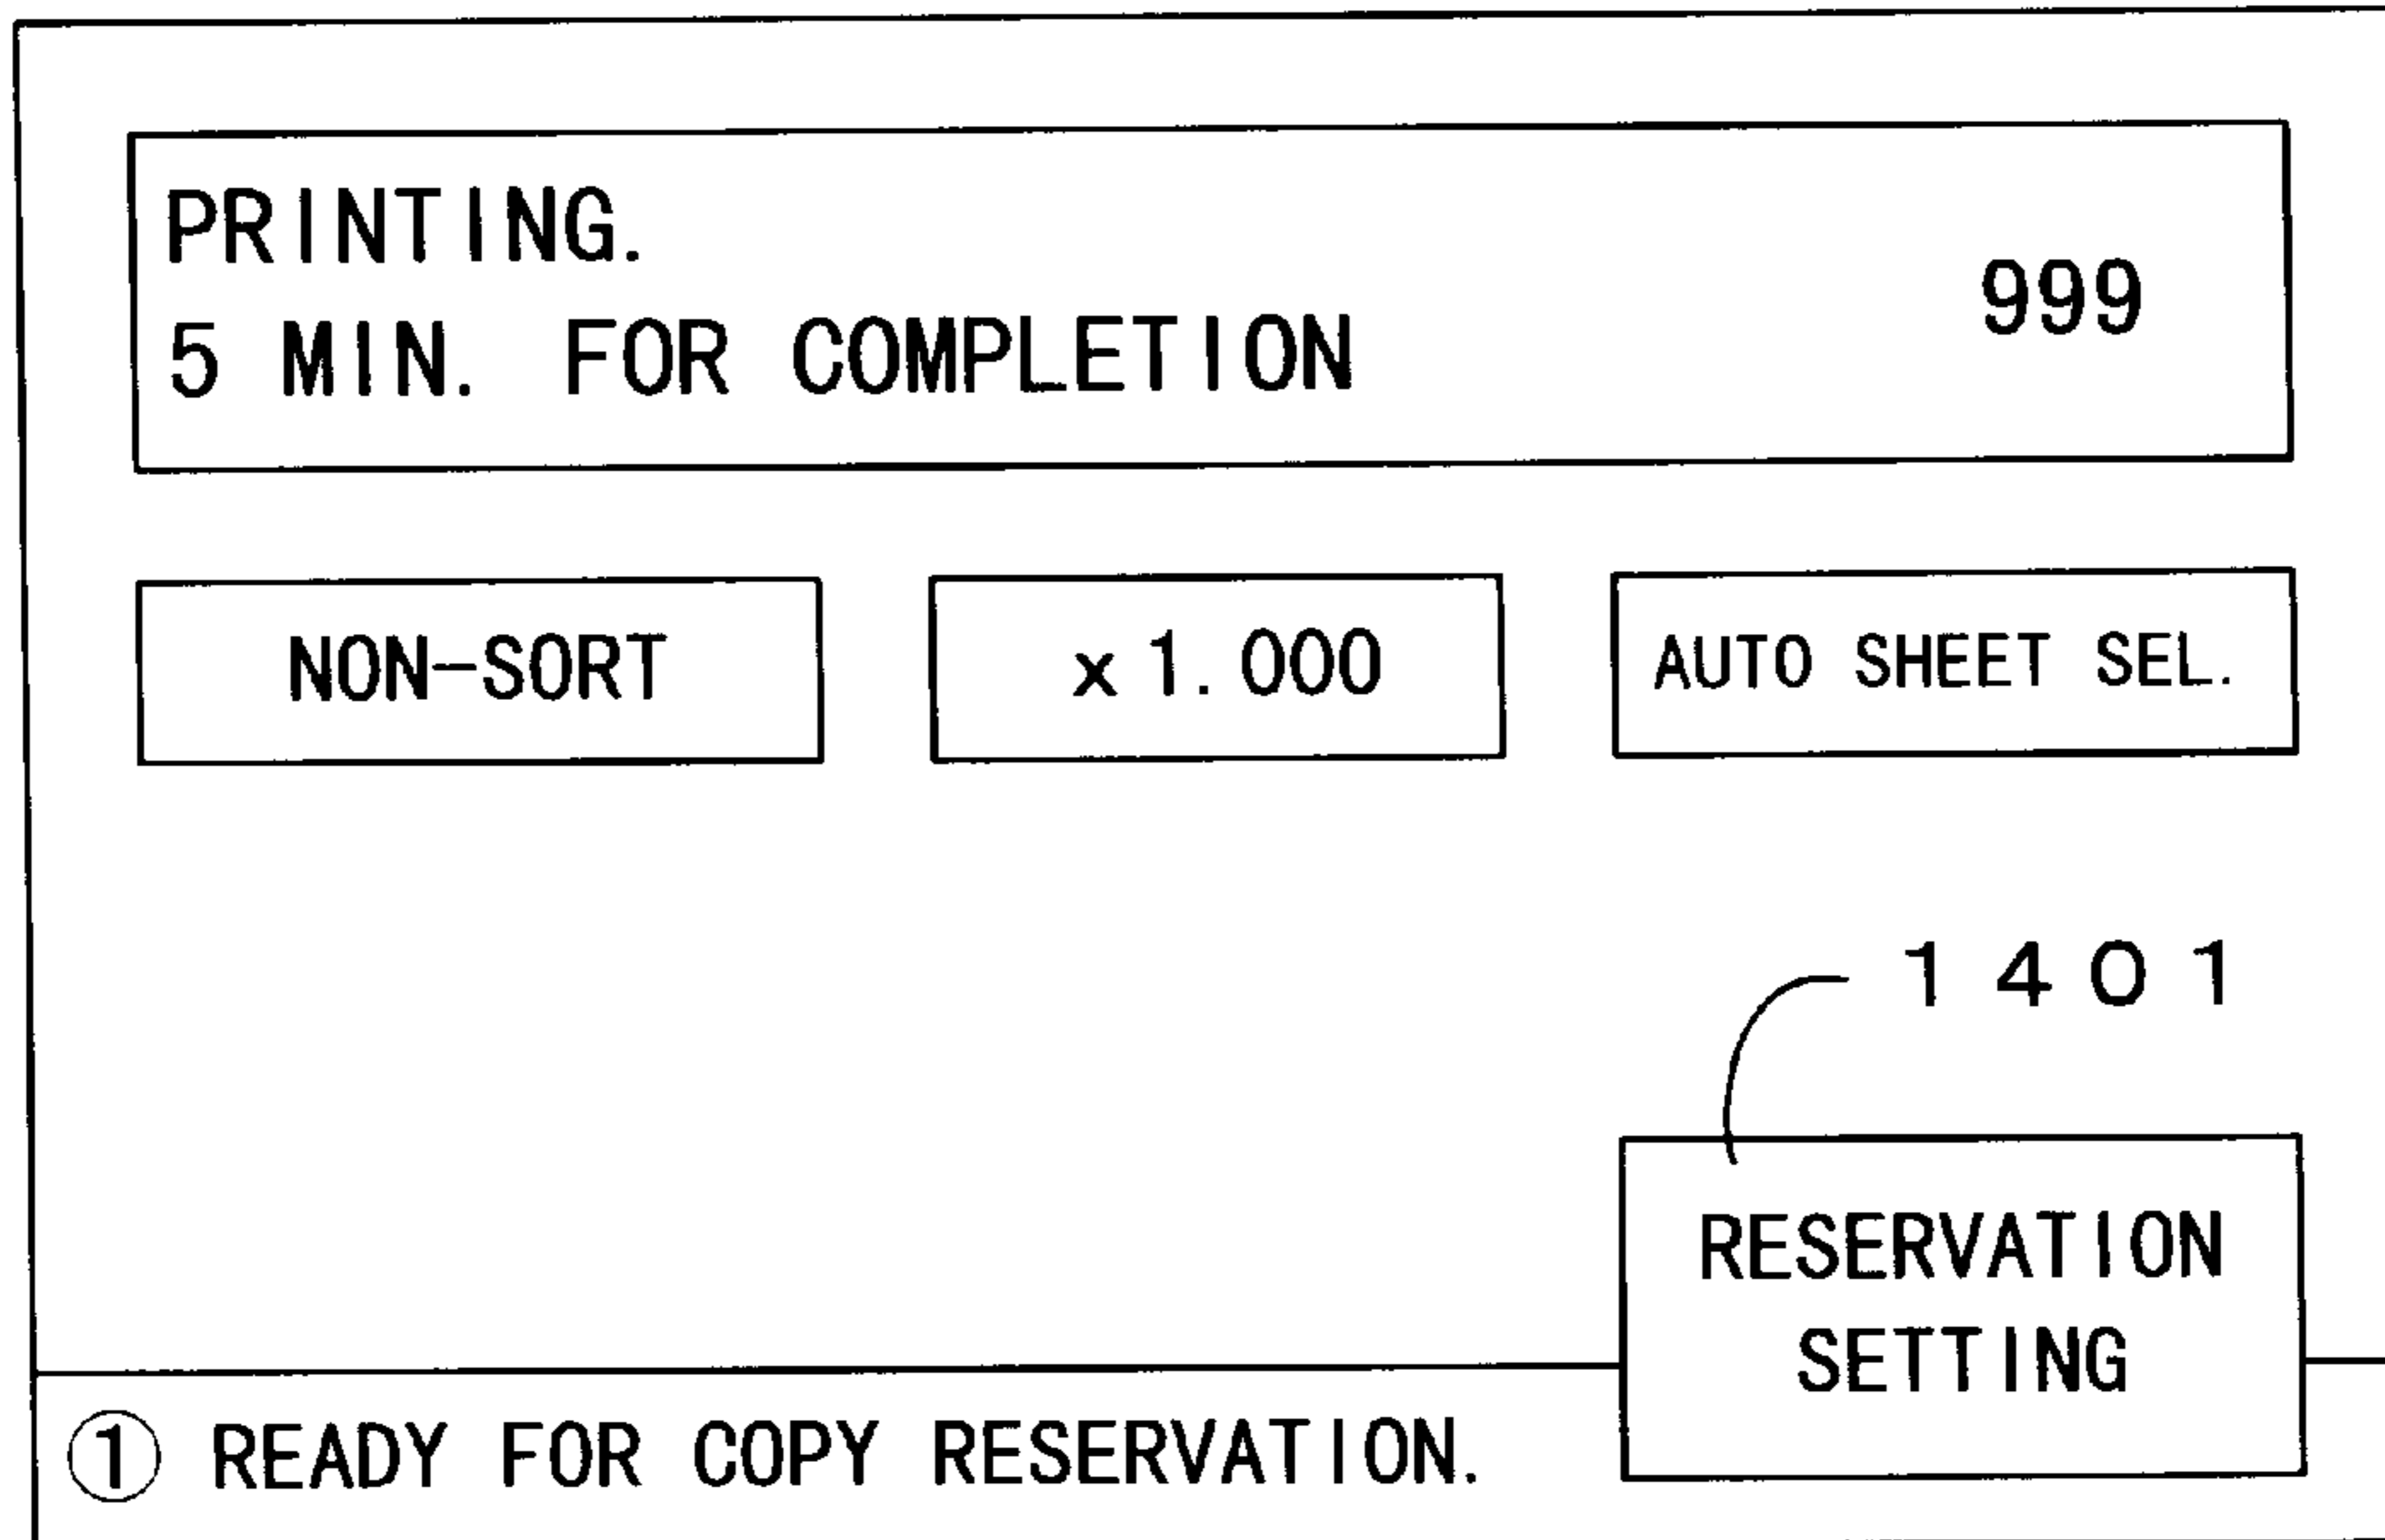 PRINTING.
999
5 MIN. FOR COMPLETION
NON-SORT
x1.000
AUTO SHEET SEL.
1401
RESERVATION
SETTING
① READY FOR COPY RESERVATION.